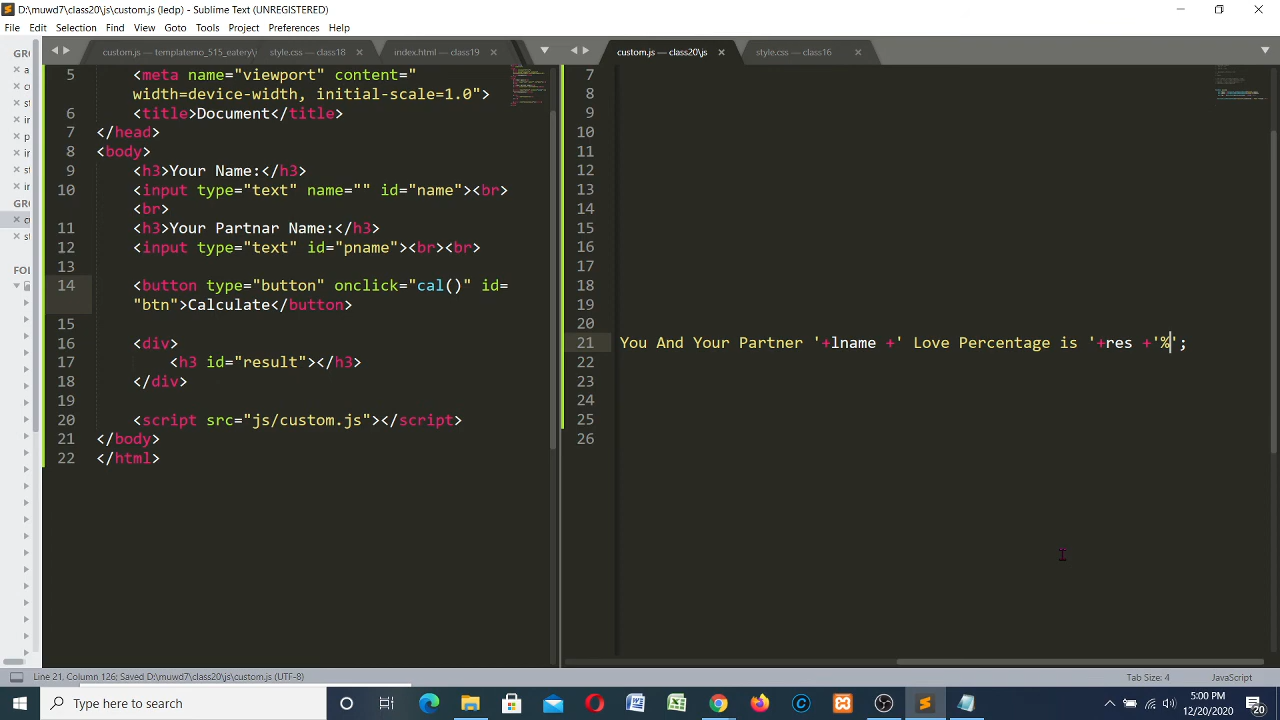 D:\muwd7\class20\js\custom.js (ledp) - Sublime Text (UNREGISTERED)
File Edit Selection Find View Goto Tools Project Preferences Help
custom.js — templatemo_515_eatery\
style.css — class18
index.html — class19
custom.js — class20\js
style.css — class16
5 <meta name="viewport" content="
width=device-width, initial-scale=1.0">
6 <title>Document</title>
7 </head>
8 <body>
9 <h3>Your Name:</h3>
10 <input type="text" name="" id="name"><br>
<br>
11 <h3>Your Partnar Name:</h3>
12 <input type="text" id="pname"><br><br>
13
14 <button type="button" onclick="cal()" id=
"btn">Calculate</button>
15
16 <div>
17 <h3 id="result"></h3>
18 </div>
20 <script src="js/custom.js"></script>
21 </body>
22 </html>
7
8
9
10
11
12
13
14
15
16
17
18
19
20
21 You And Your Partner '+lname +' Love Percentage is '+res +'%';
22
23
24
25
26
Line 21, Column 126; Saved D:\muwd7\class20\js\custom.js (UTF-8)
Tab Size: 4
JavaScript
Type here to search
5:00 PM
12/20/2020
20